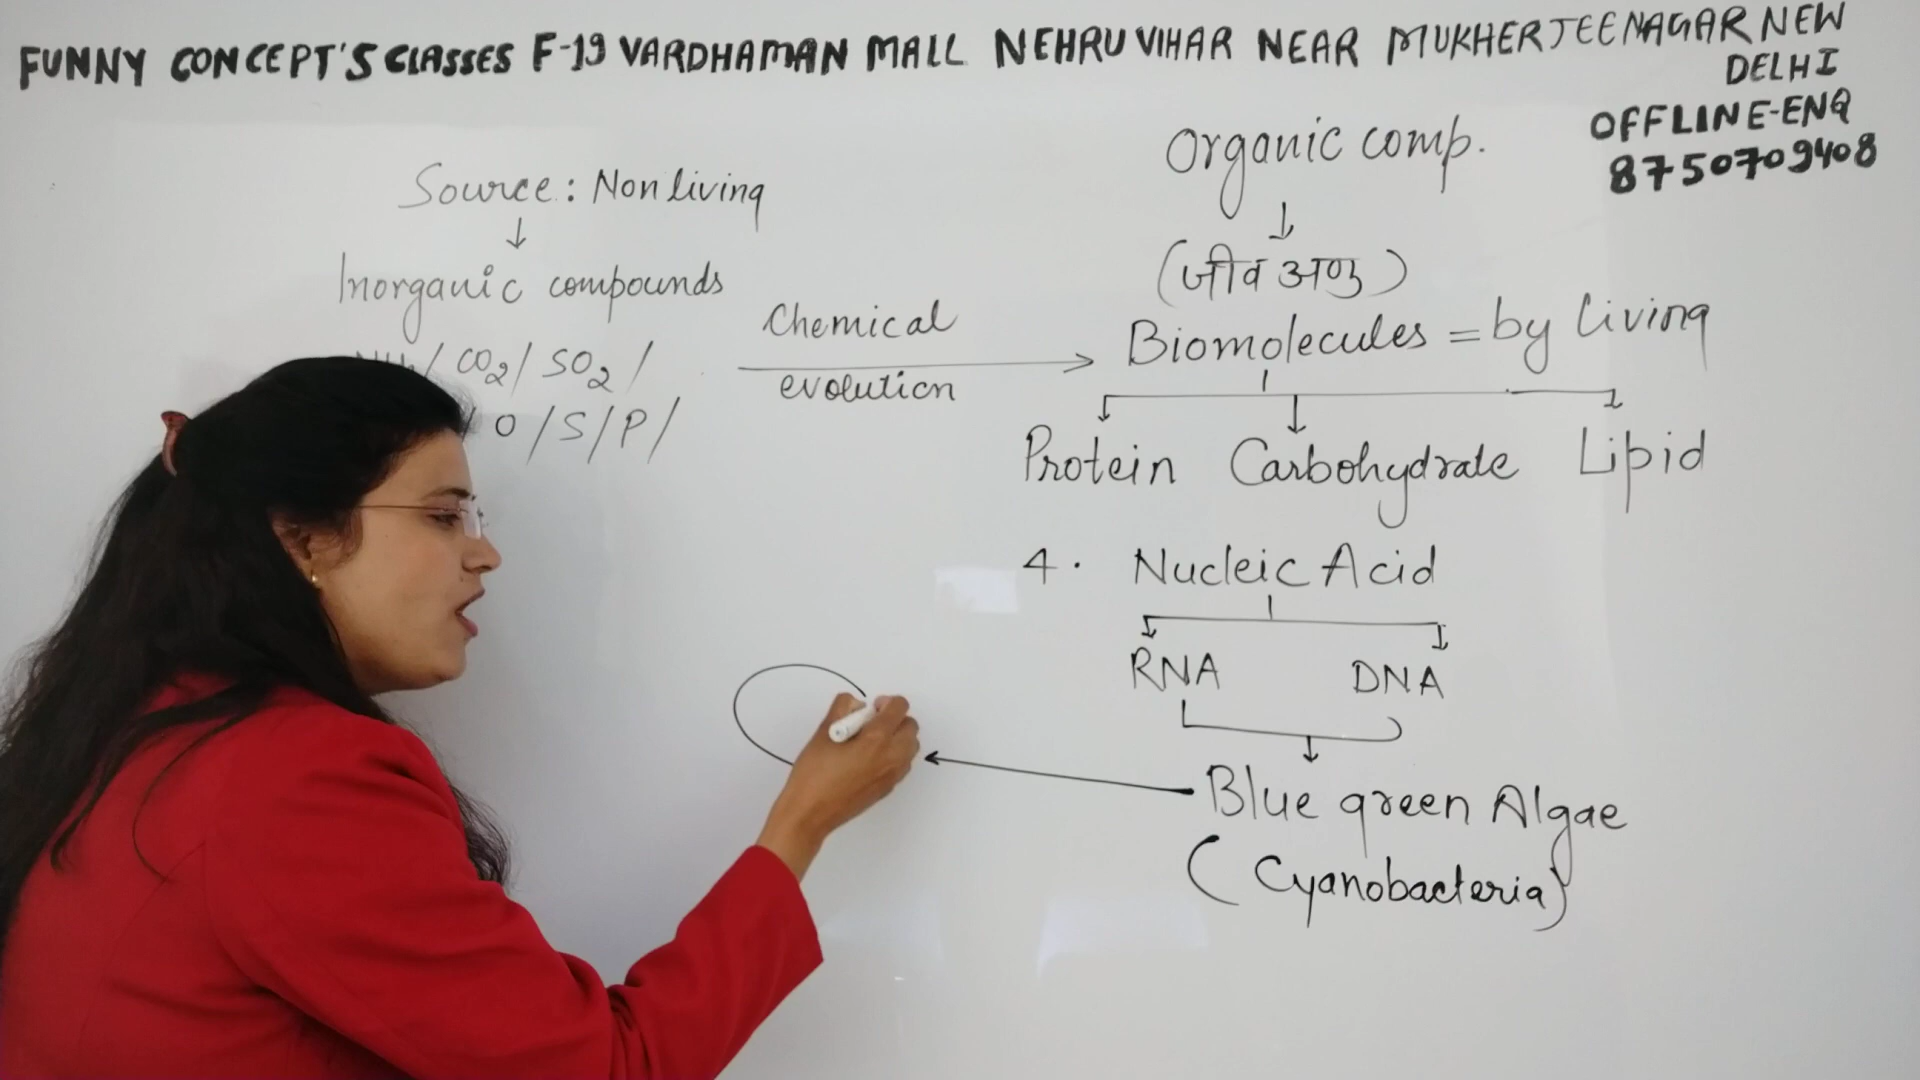 FUNNY CONCEPT'S CLASSES F-19 VARDHAMAN MALL NEHRU VIHAR NEAR MUKHERJEENAGAR NEW
DELHI
OFFLINE-ENQ
8750709408
Source: Nonliving
Inorganic compounds
/ CO2 / SO2 /
O / S / P /
Chemical
evolution
Organic comp.
(जीव अणु)
Biomolecules = by living
Protein Carbohydrate Lipid
4. Nucleic Acid
RNA DNA
Blue green Algae
(Cyanobacteria)